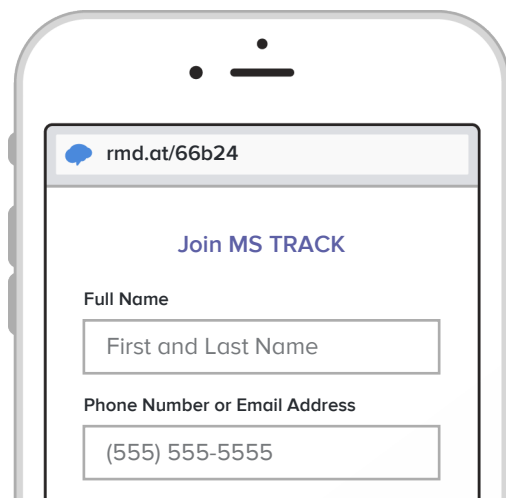 rmd.at/66b24
Join MS TRACK
Full Name
First and Last Name
Phone Number or Email Address
(555) 555-5555